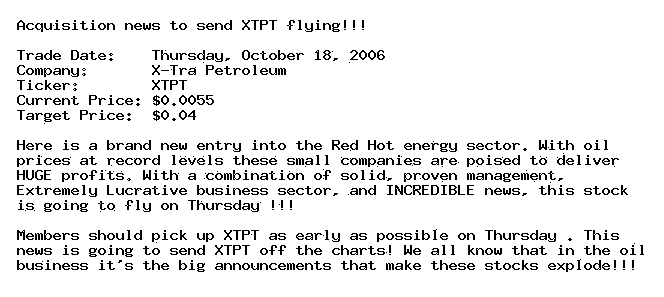 Acquisition news to send XTPT flying!!!
Trade Date: Thursday, October 18, 2006
Company: X-Tra Petroleum
Ticker: XTPT
Current Price: $0.0055
Target Price: $0.04
Here is a brand new entry into the Red Hot energy sector. With oil
prices at record levels these small companies are poised to deliver
HUGE profits. With a combination of solid, proven management,
Extremely Lucrative business sector, and INCREDIBLE news, this stock
is going to fly on Thursday !!!
Members should pick up XTPT as early as possible on Thursday . This
news is going to send XTPT off the charts! We all know that in the oil
business it's the big announcements that make these stocks explode!!!